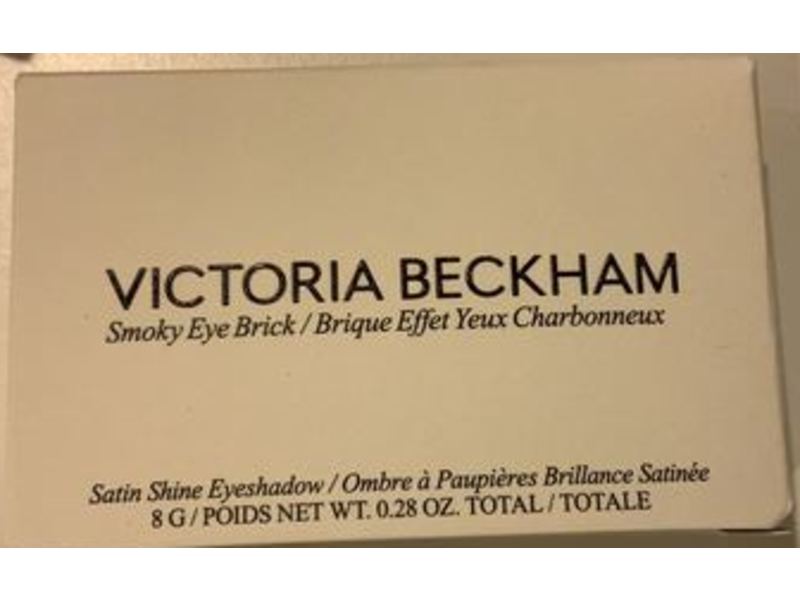 VICTORIA BECKHAM
Smoky Eye Brick / Brique Effet Yeux Charbonneux
Satin Shine Eyeshadow / Ombre à Paupières Brillance Satinée
8 G / POIDS NET WT. 0.28 OZ. TOTAL / TOTALE